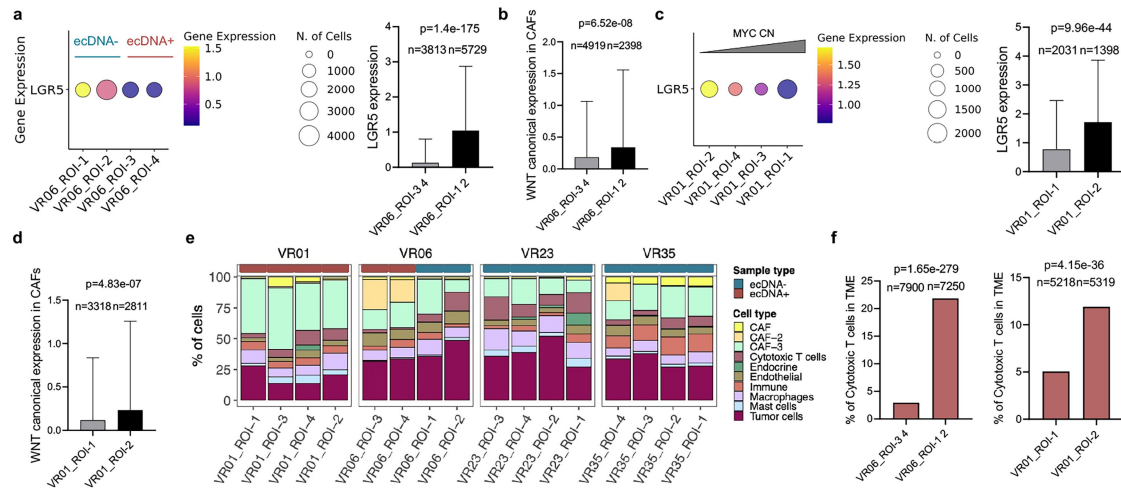 a
ecDNA- ecDNA+
Gene Expression
LGR5
VR06_ROI-1
VR06_ROI-2
VR06_ROI-3
VR06_ROI-4
Gene Expression
1.5
1.0
0.5
N. of Cells
0
1000
2000
3000
4000
p=1.4e-175
n=3813 n=5729
LGR5 expression
4
3
2
1
0
VR06_ROI-3 4
VR06_ROI-1 2
b
p=6.52e-08
n=4919 n=2398
WNT canonical expression in CAFs
2.0
1.5
1.0
0.5
0.0
VR06_ROI-3 4
VR06_ROI-1 2
c
MYC CN
LGR5
VR01_ROI-2
VR01_ROI-4
VR01_ROI-3
VR01_ROI-1
Gene Expression
1.50
1.25
1.00
N. of Cells
0
500
1000
1500
2000
p=9.96e-44
n=2031 n=1398
LGR5 expression
5
4
3
2
1
0
VR01_ROI-1
VR01_ROI-2
d
p=4.83e-07
n=3318 n=2811
WNT canonical expression in CAFs
1.5
1.0
0.5
0.0
VR01_ROI-1
VR01_ROI-2
e
VR01 VR06 VR23 VR35
% of cells
100
75
50
25
0
VR01_ROI-1
VR01_ROI-3
VR01_ROI-4
VR01_ROI-2
VR06_ROI-3
VR06_ROI-4
VR06_ROI-1
VR06_ROI-2
VR23_ROI-3
VR23_ROI-4
VR23_ROI-2
VR23_ROI-1
VR35_ROI-4
VR35_ROI-3
VR35_ROI-2
VR35_ROI-1
Sample type
ecDNA-
ecDNA+
Cell type
CAF
CAF-2
CAF-3
Cytotoxic T cells
Endocrine
Endothelial
Immune
Macrophages
Mast cells
Tumor cells
f
p=1.65e-279
n=7900 n=7250
% of Cytotoxic T cells in TME
25
20
15
10
5
0
VR06_ROI-3 4
VR06_ROI-1 2
p=4.15e-36
n=5218 n=5319
% of Cytotoxic T cells in TME
15
10
5
0
VR01_ROI-1
VR01_ROI-2